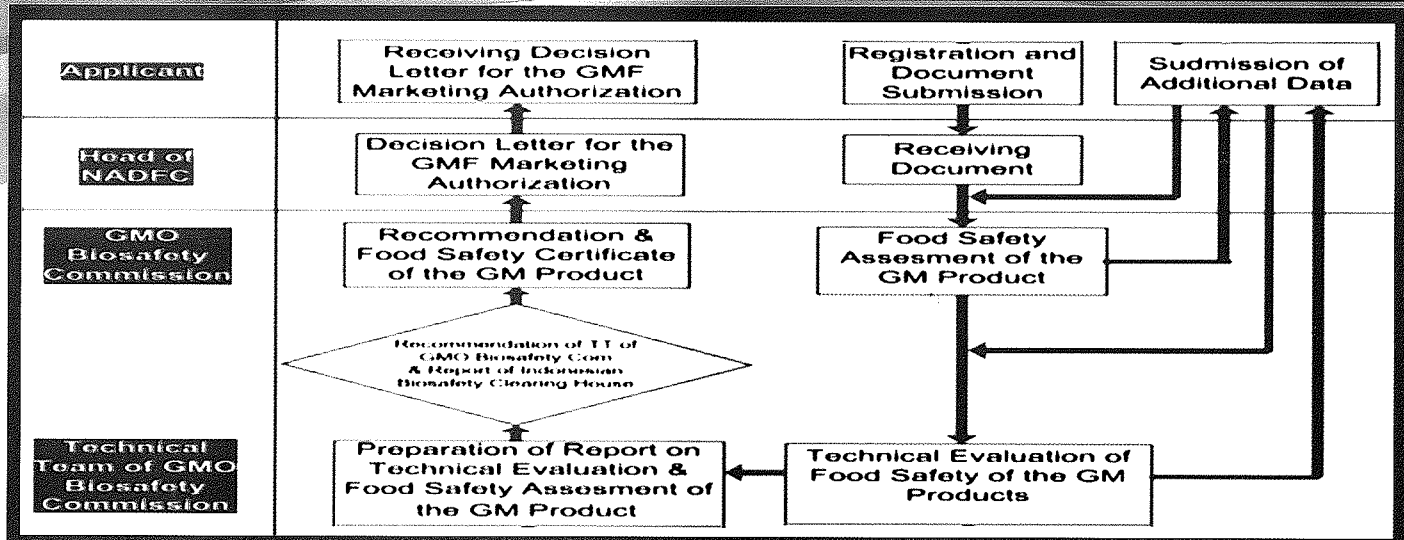 Applicant
Receiving Decision
Letter for the GMF
Marketing Authorization
Registration and
Document
Submission
Sudmission of
Additional Data
Head of
NADFC
Decision Letter for the
GMF Marketing
Authorization
Receiving
Document
GMO
Biosafety
Commission
Recommendation &
Food Safety Certificate
of the GM Product
Food Safety
Assesment of the
GM Product
Recommendation of TT of
GMO Biosafety Com
& Report of Indonesian
Biosafety Clearing House
Technical
Team of GMO
Biosafety
Commission
Preparation of Report on
Technical Evaluation &
Food Safety Assesment of
the GM Product
Technical Evaluation of
Food Safety of the GM
Products